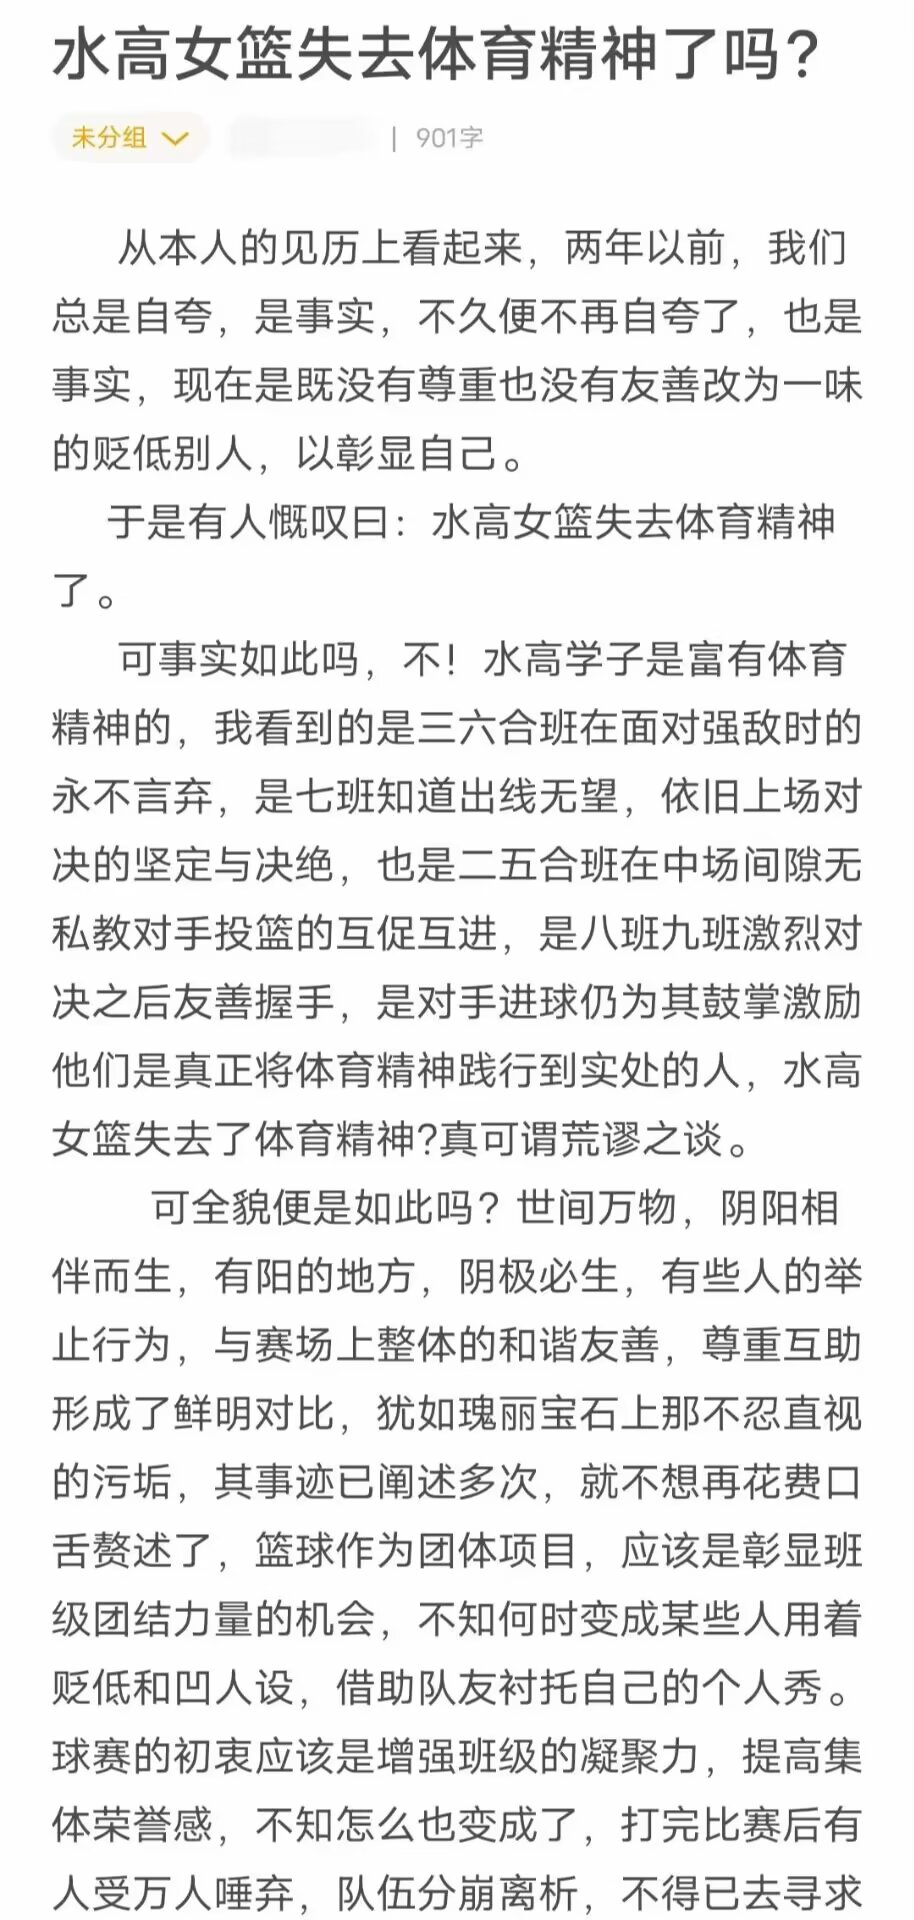 水高女篮失去体育精神了吗?
未分组 | 901字
从本人的见历上看起来，两年以前，我们
总是自夸，是事实，不久便不再自夸了，也是
事实，现在是既没有尊重也没有友善改为一味
的贬低别人，以彰显自己。
于是有人慨叹曰：水高女篮失去体育精神
了。
可事实如此吗，不！水高学子是富有体育
精神的，我看到的是三六合班在面对强敌时的
永不言弃，是七班知道出线无望，依旧上场对
决的坚定与决绝，也是二五合班在中场间隙无
私教对手投篮的互促互进，是八班九班激烈对
决之后友善握手，是对手进球仍为其鼓掌激励
他们是真正将体育精神践行到实处的人，水高
女篮失去了体育精神?真可谓荒谬之谈。
可全貌便是如此吗？世间万物，阴阳相
伴而生，有阳的地方，阴极必生，有些人的举
止行为，与赛场上整体的和谐友善，尊重互助
形成了鲜明对比，犹如瑰丽宝石上那不忍直视
的污垢，其事迹已阐述多次，就不想再花费口
舌赘述了，篮球作为团体项目，应该是彰显班
级团结力量的机会，不知何时变成某些人用着
贬低和凹人设，借助队友衬托自己的个人秀。
球赛的初衷应该是增强班级的凝聚力，提高集
体荣誉感，不知怎么也变成了，打完比赛后有
人受万人唾弃，队伍分崩离析，不得已去寻求